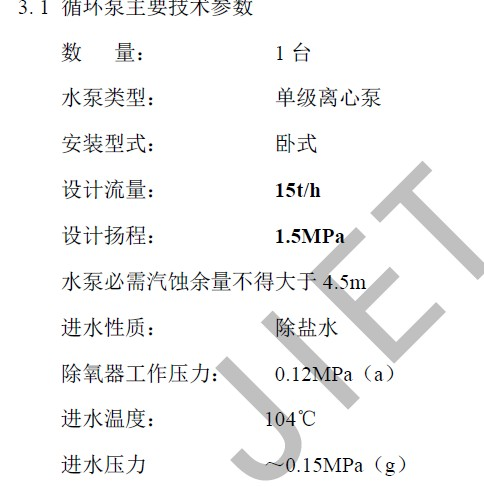 3.1 循环泵主要技术参数
数 量： 1 台
水泵类型： 单级离心泵
安装型式： 卧式
设计流量： 15t/h
设计扬程： 1.5MPa
水泵必需汽蚀余量不得大于 4.5m
进水性质： 除盐水
除氧器工作压力： 0.12MPa（a）
进水温度： 104℃
进水压力 ～0.15MPa（g）
JIET